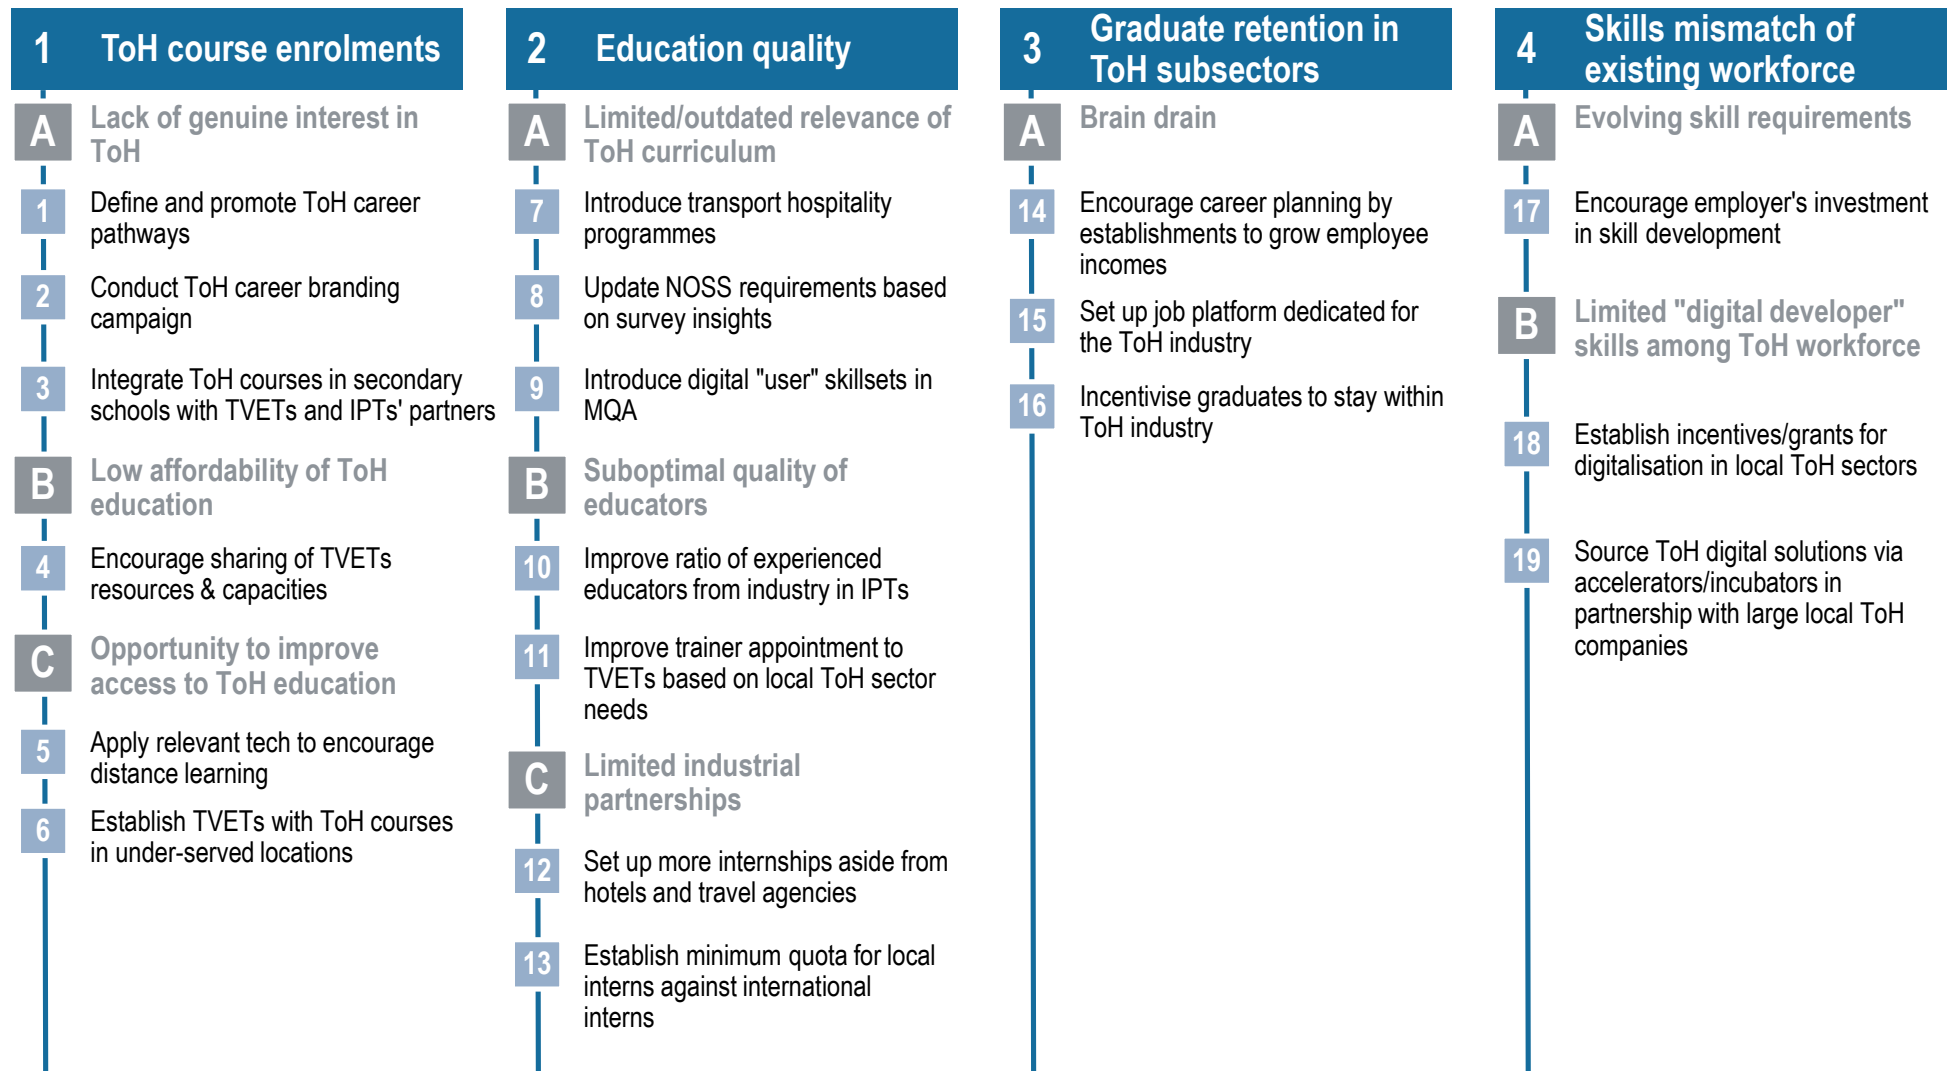 1 ToH course enrolments
A Lack of genuine interest in
ToH
1 Define and promote ToH career
pathways
2 Conduct ToH career branding
campaign
3 Integrate ToH courses in secondary
schools with TVETs and IPTs' partners
B Low affordability of ToH
education
4 Encourage sharing of TVETs
resources & capacities
C Opportunity to improve
access to ToH education
5 Apply relevant tech to encourage
distance learning
6 Establish TVETs with ToH courses
in under-served locations
2 Education quality
A Limited/outdated relevance of
ToH curriculum
7 Introduce transport hospitality
programmes
8 Update NOSS requirements based
on survey insights
9 Introduce digital "user" skillsets in
MQA
B Suboptimal quality of
educators
10 Improve ratio of experienced
educators from industry in IPTs
11 Improve trainer appointment to
TVETs based on local ToH sector
needs
C Limited industrial
partnerships
12 Set up more internships aside from
hotels and travel agencies
13 Establish minimum quota for local
interns against international
interns
3 Graduate retention in
ToH subsectors
A Brain drain
14 Encourage career planning by
establishments to grow employee
incomes
15 Set up job platform dedicated for
the ToH industry
16 Incentivise graduates to stay within
ToH industry
4 Skills mismatch of
existing workforce
A Evolving skill requirements
17 Encourage employer's investment
in skill development
B Limited "digital developer"
skills among ToH workforce
18 Establish incentives/grants for
digitalisation in local ToH sectors
19 Source ToH digital solutions via
accelerators/incubators in
partnership with large local ToH
companies